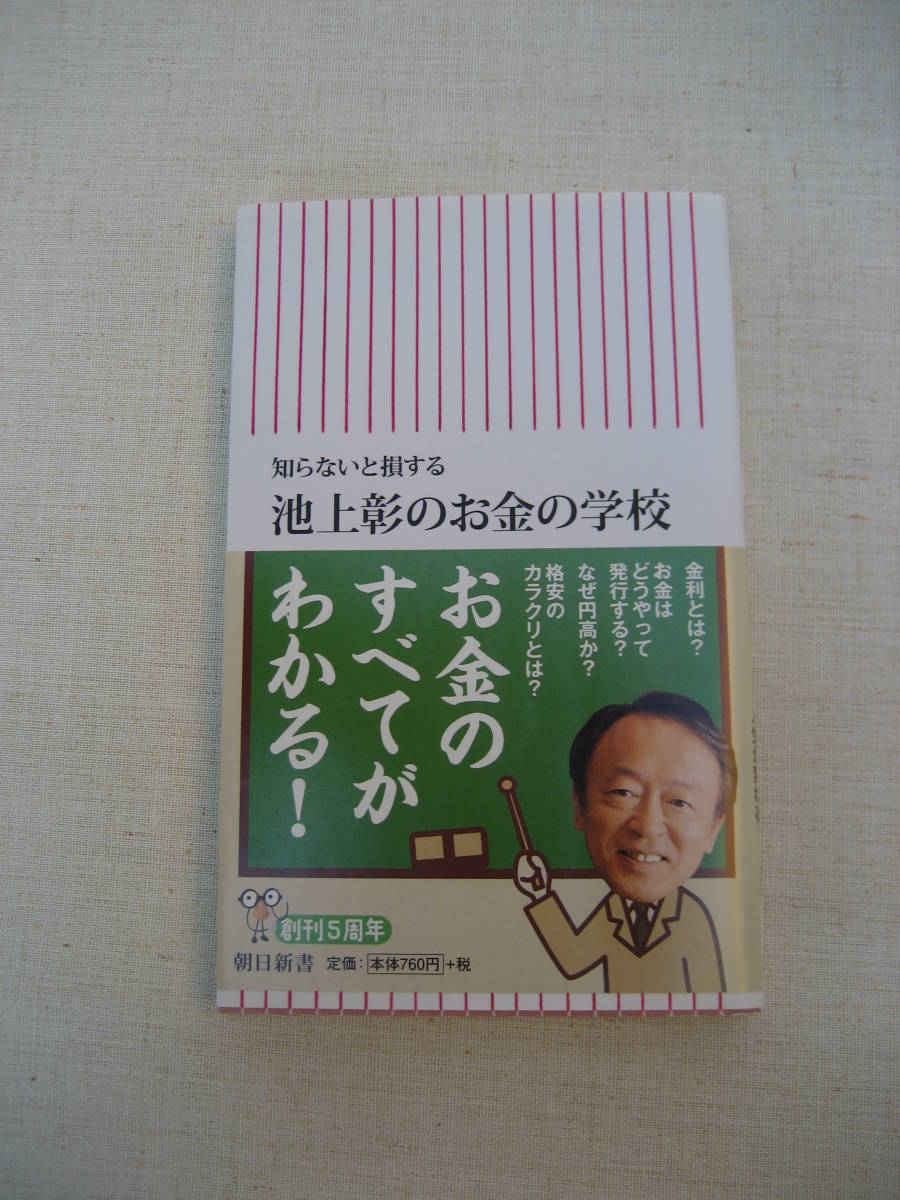 知らないと損する
池上彰のお金の学校
金利とは?
お金は
どうやって
発行する?
なぜ円高か?
格安の
カラクリとは?
お金の
すべてが
わかる!
創刊5周年
朝日新書 定価:本体760円+税